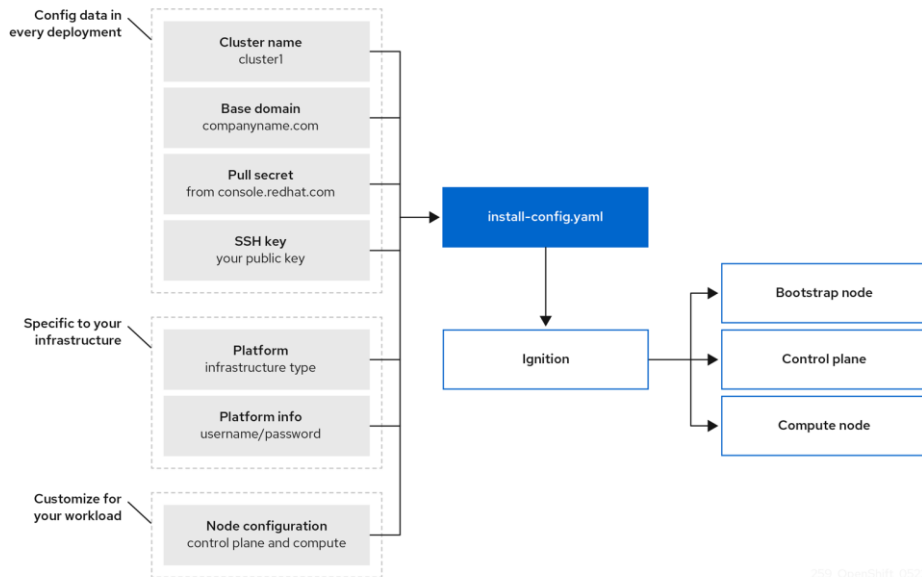 Config data in
every deployment
Cluster name
cluster1
Base domain
companyname.com
Pull secret
from console.redhat.com
SSH key
your public key
install-config.yaml
Specific to your
infrastructure
Platform
infrastructure type
Platform info
username/password
Ignition
Bootstrap node
Control plane
Compute node
Customize for
your workload
Node configuration
control plane and compute